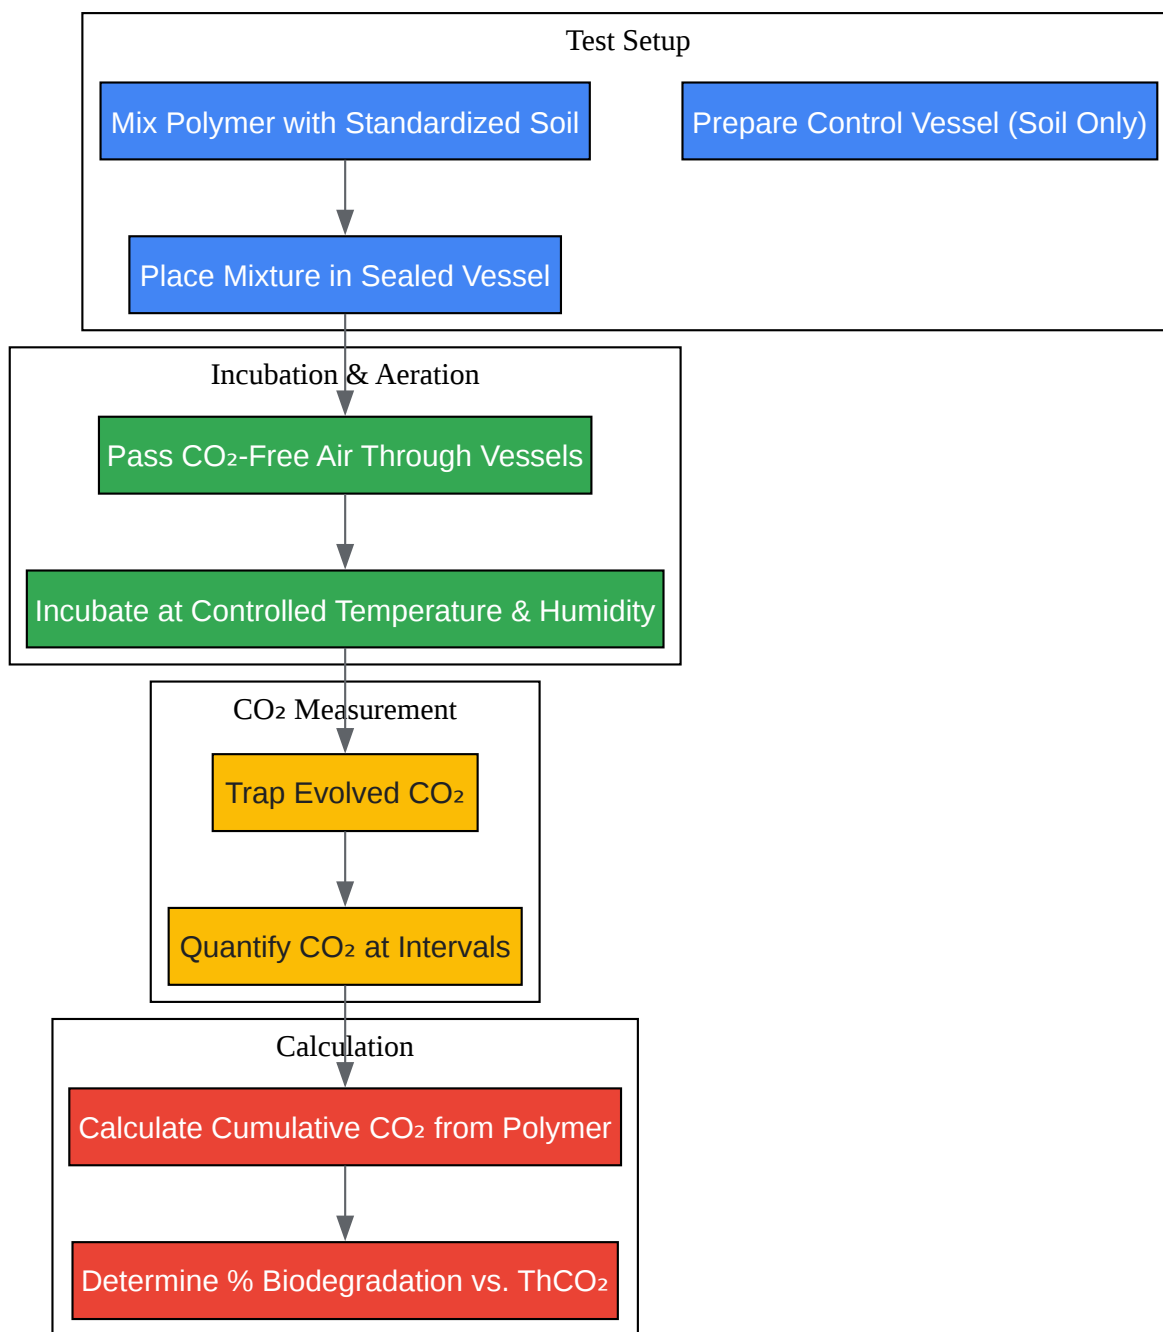 Test Setup
Mix Polymer with Standardized Soil
Prepare Control Vessel (Soil Only)
Place Mixture in Sealed Vessel
Incubation & Aeration
Pass CO₂-Free Air Through Vessels
Incubate at Controlled Temperature & Humidity
CO₂ Measurement
Trap Evolved CO₂
Quantify CO₂ at Intervals
Calculation
Calculate Cumulative CO₂ from Polymer
Determine % Biodegradation vs. ThCO₂